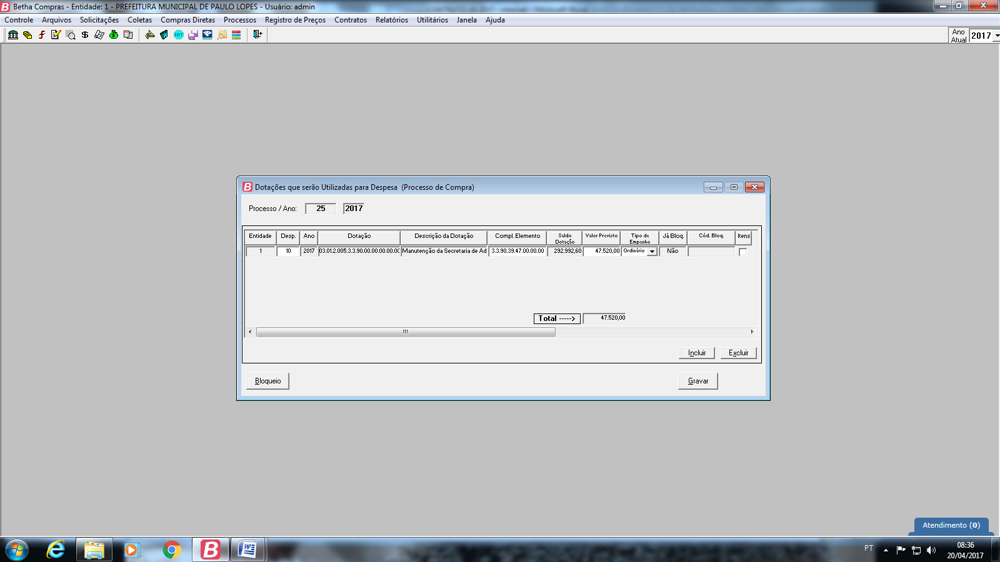 Betha Compras - Entidade: 1 - PREFEITURA MUNICIPAL DE PAULO LOPES - Usuário: admin
Controle Arquivos Solicitações Coletas Compras Diretas Processos Registro de Preços Contratos Relatórios Utilitários Janela Ajuda
EDIT
Ano Atual 2017
Dotações que serão Utilizadas para Despesa (Processo de Compra)
Processo / Ano: 25 2017
Entidade Desp. Ano Dotação Descrição da Dotação Compl. Elemento Saldo Dotação Valor Previsto Tipo de Empenho Já Bloq. Cód. Bloq. Itens
1 10 2017 03.01.2.005.3.3.90.00.00.00.00.00 Manutenção da Secretaria de Ad 3.3.90.39.47.00.00.00 292.992,60 47.520,00 Ordinário Não
Total -----> 47.520,00
Incluir Excluir
Bloqueio Gravar
Atendimento (0)
PT 08:36
20/04/2017